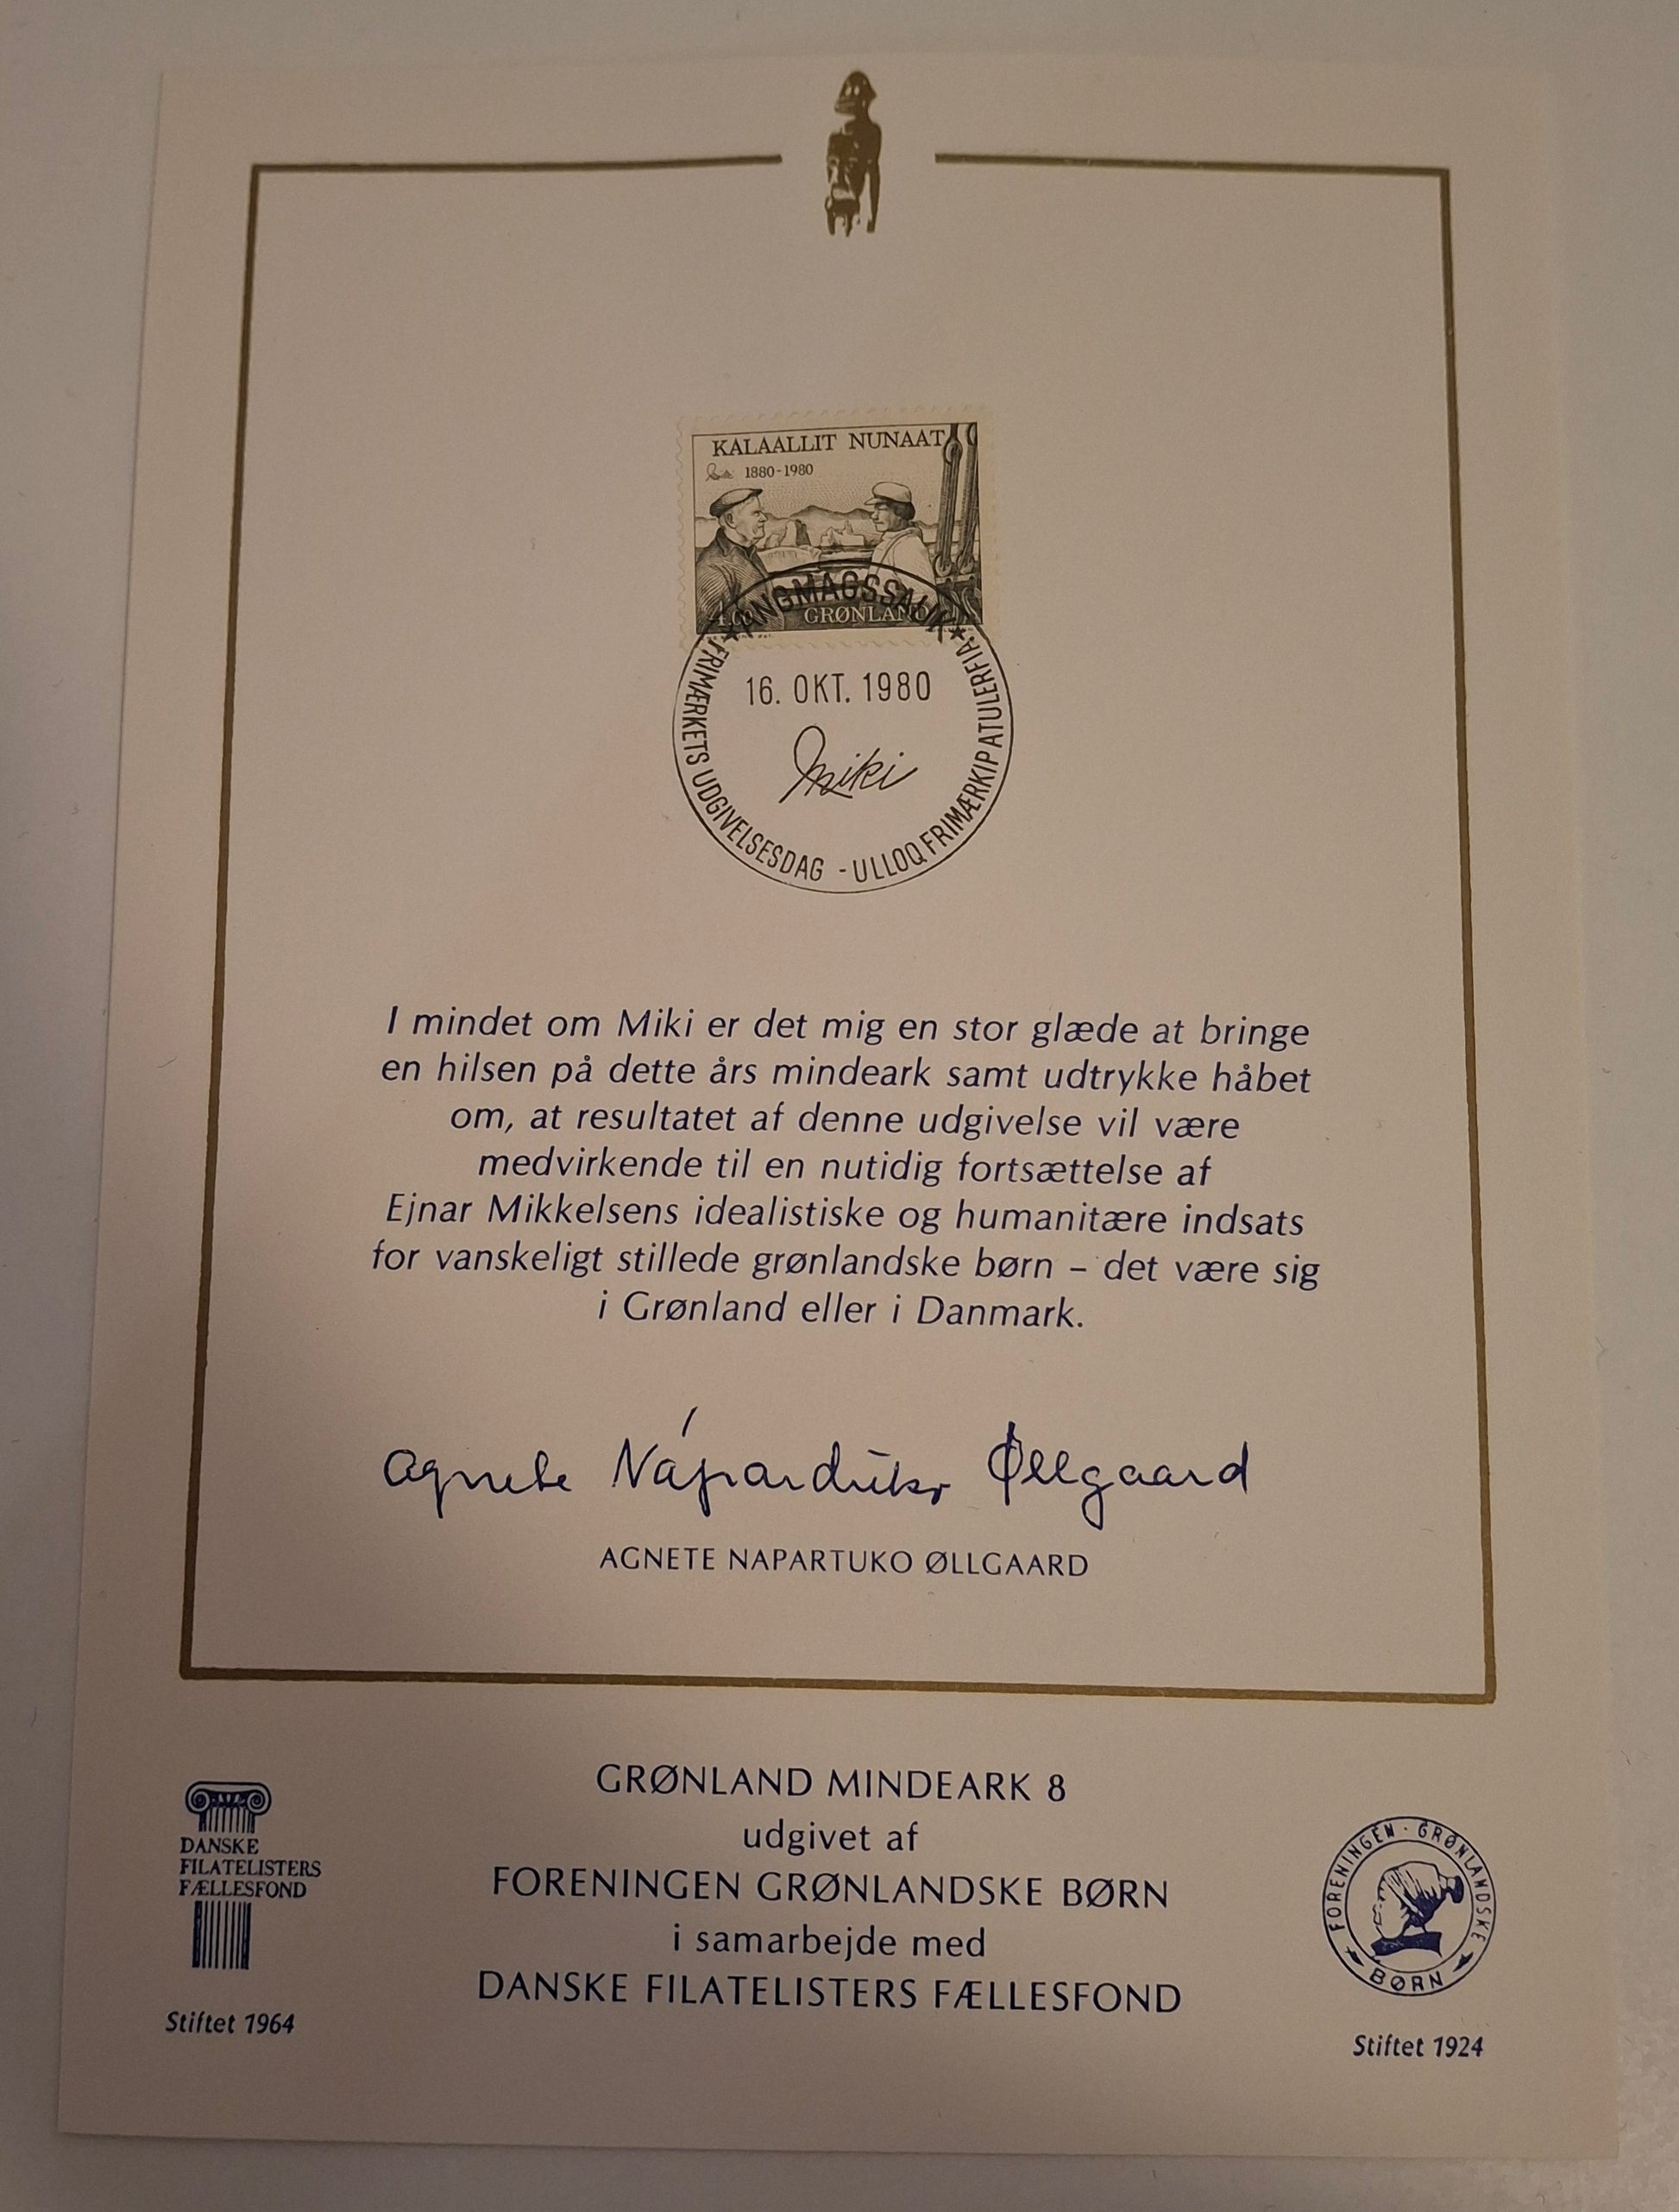 KALAALLIT NUNAAT
1880-1980
4.00 GRØNLAND
ANGMAGSSALIK
16. OKT. 1980
Miki
FRIMÆRKETS UDGIVELSESDAG - ULLOQ FRIMÆRKIP ATULERFIA
I mindet om Miki er det mig en stor glæde at bringe
en hilsen på dette års mindeark samt udtrykke håbet
om, at resultatet af denne udgivelse vil være
medvirkende til en nutidig fortsættelse af
Ejnar Mikkelsens idealistiske og humanitære indsats
for vanskeligt stillede grønlandske børn – det være sig
i Grønland eller i Danmark.
Agnete Øllgaard
AGNETE NAPARTUKO ØLLGAARD
GRØNLAND MINDEARK 8
udgivet af
FORENINGEN GRØNLANDSKE BØRN
i samarbejde med
DANSKE FILATELISTERS FÆLLESFOND
DANSKE
FILATELISTERS
FÆLLESFOND
Stiftet 1964
FORENINGEN · GRØNLANDSKE
BØRN
Stiftet 1924